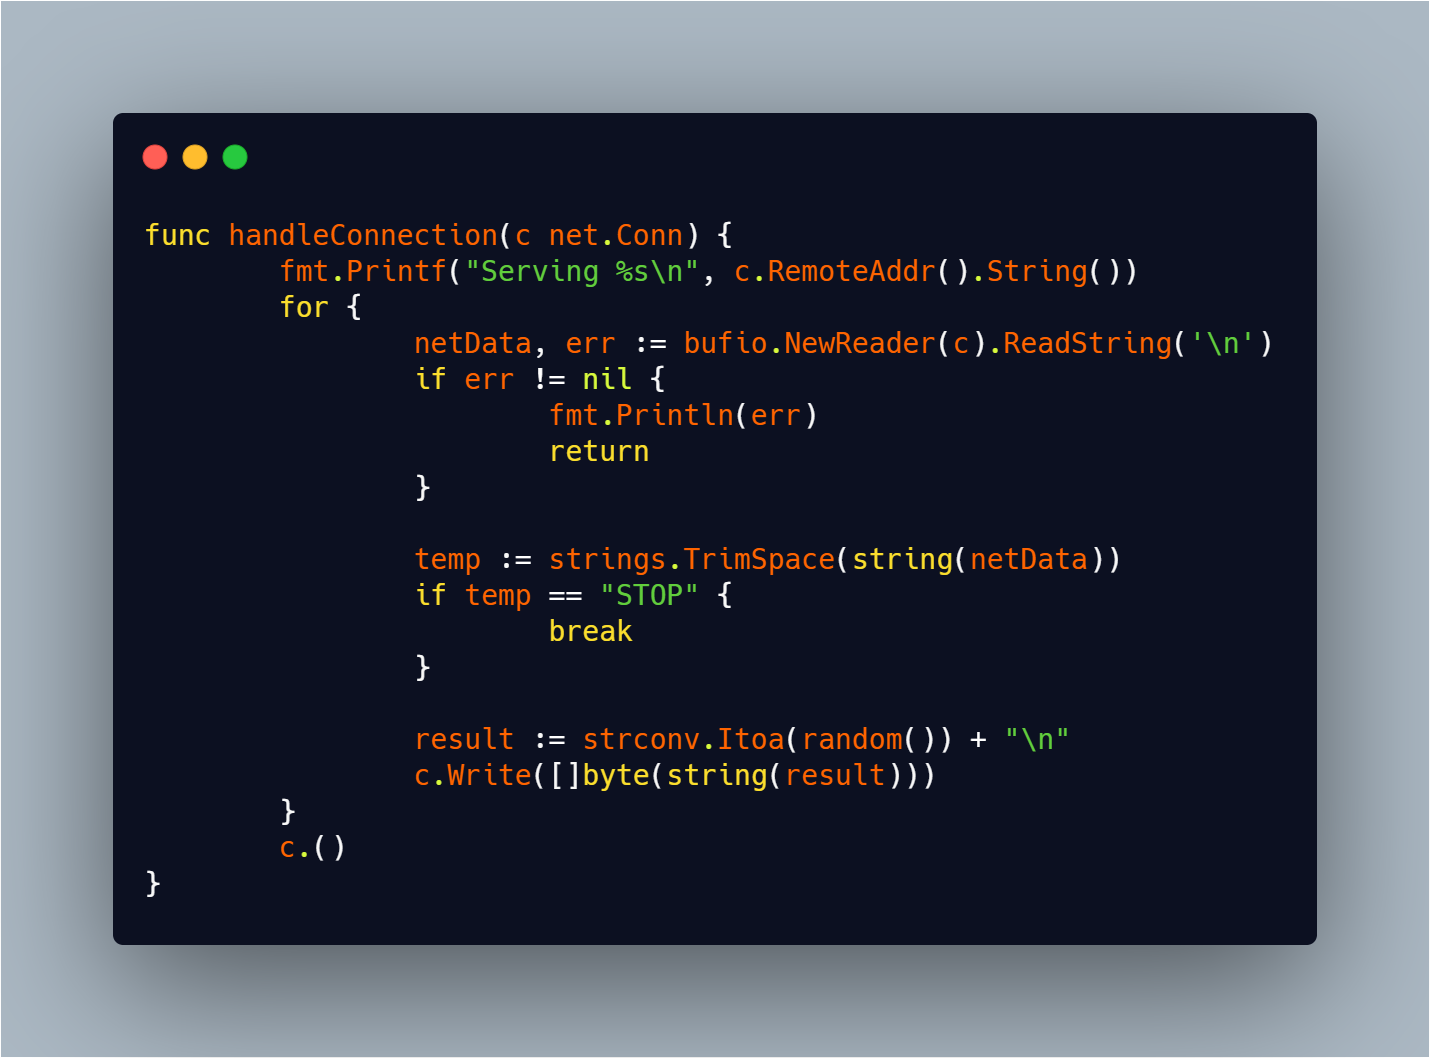 func handleConnection(c net.Conn) {
        fmt.Printf("Serving %s\n", c.RemoteAddr().String())
        for {
                netData, err := bufio.NewReader(c).ReadString('\n')
                if err != nil {
                        fmt.Println(err)
                        return
                }

                temp := strings.TrimSpace(string(netData))
                if temp == "STOP" {
                        break
                }

                result := strconv.Itoa(random()) + "\n"
                c.Write([]byte(string(result)))
        }
        c.()
}